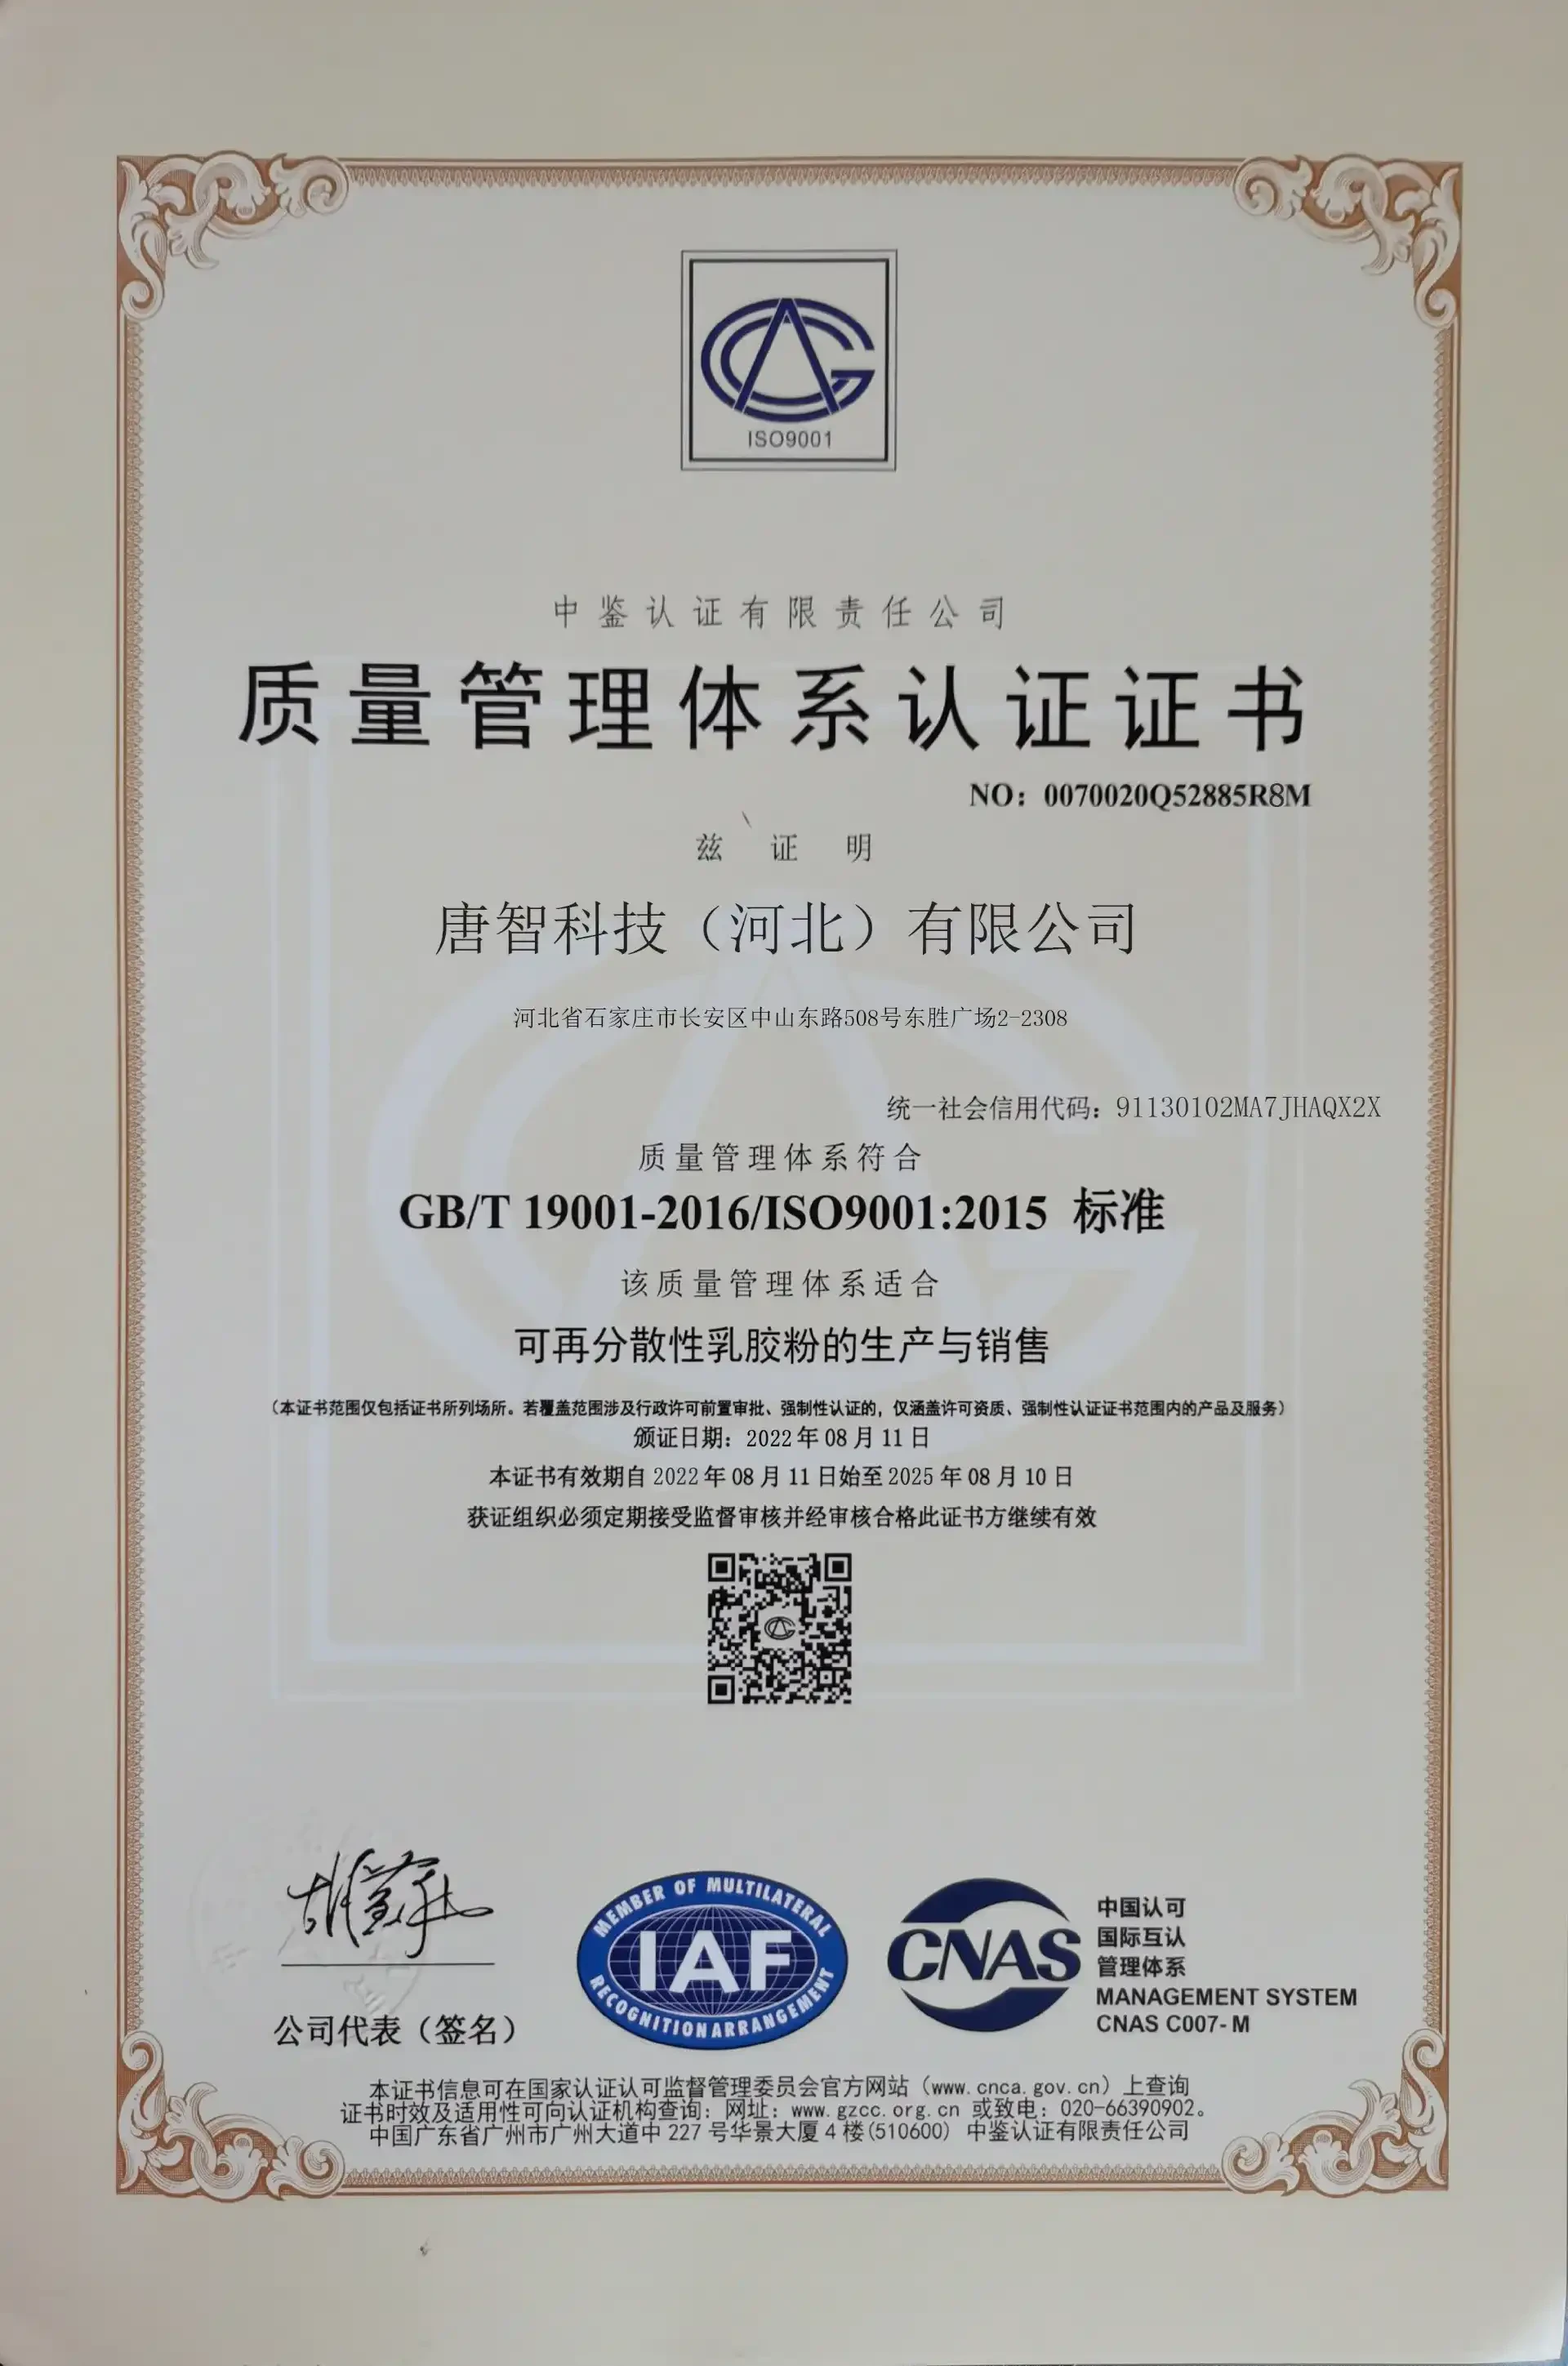 ISO9001
中鉴认证有限责任公司
质量管理体系认证证书
NO：0070020Q52885R8M
兹证明
唐智科技（河北）有限公司
河北省石家庄市长安区中山东路508号东胜广场2-2308
统一社会信用代码：91130102MA7JHAQX2X
质量管理体系符合
GB/T 19001-2016/ISO9001:2015 标准
该质量管理体系适合
可再分散性乳胶粉的生产与销售
（本证书范围仅包括证书所列场所。若覆盖范围涉及行政许可前置审批、强制性认证的，仅涵盖许可资质、强制性认证证书范围内的产品及服务）
颁证日期：2022年08月11日
本证书有效期自2022年08月11日始至2025年08月10日
获证组织必须定期接受监督审核并经审核合格此证书方继续有效
公司代表（签名）
MEMBER OF MULTILATERAL
IAF
RECOGNITION ARRANGEMENT
CNAS
中国认可
国际互认
管理体系
MANAGEMENT SYSTEM
CNAS C007-M
本证书信息可在国家认证认可监督管理委员会官方网站（www.cnca.gov.cn）上查询
证书时效及适用性可向认证机构查询：网址：www.gzcc.org.cn 或致电：020-66390902。
中国广东省广州市广州大道中227号华景大厦4楼(510600) 中鉴认证有限责任公司